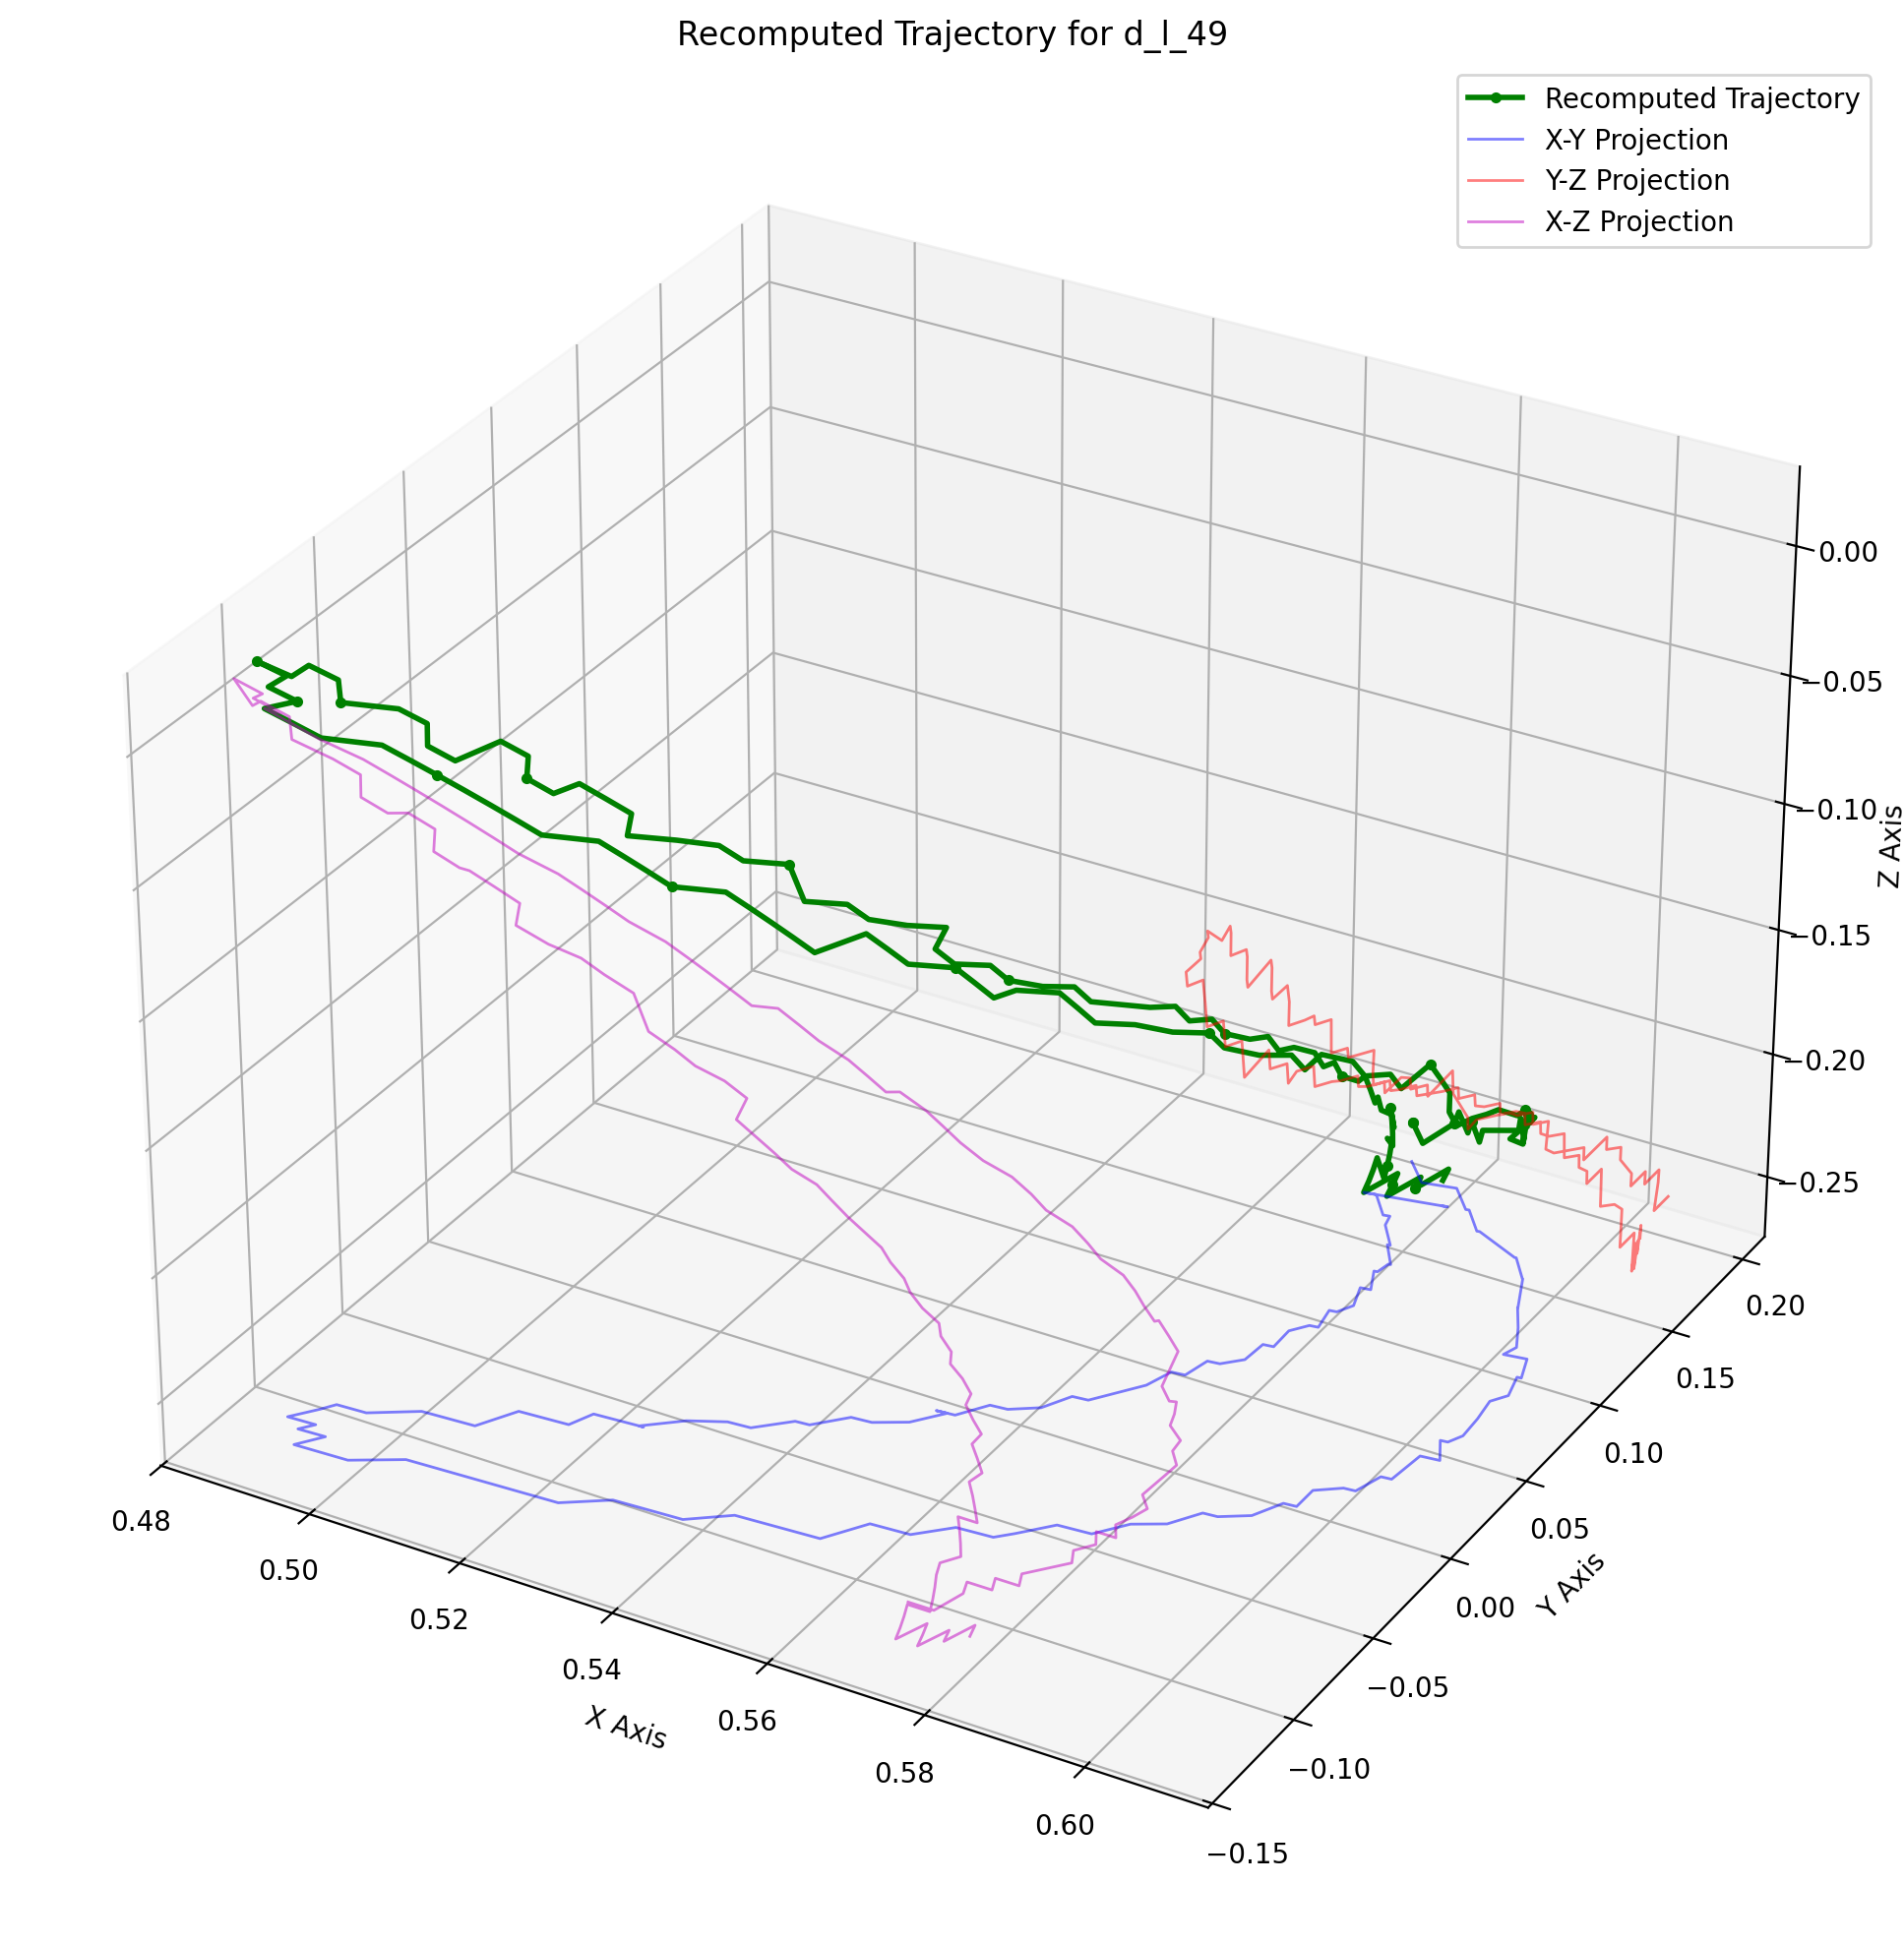 Recomputed Trajectory for d_l_49
Recomputed Trajectory
X-Y Projection
Y-Z Projection
X-Z Projection
0.00
−0.05
−0.10
−0.15
−0.20
−0.25
Z Axis
0.20
0.15
0.10
0.05
0.00
−0.05
−0.10
−0.15
Y Axis
0.48
0.50
0.52
0.54
0.56
0.58
0.60
X Axis